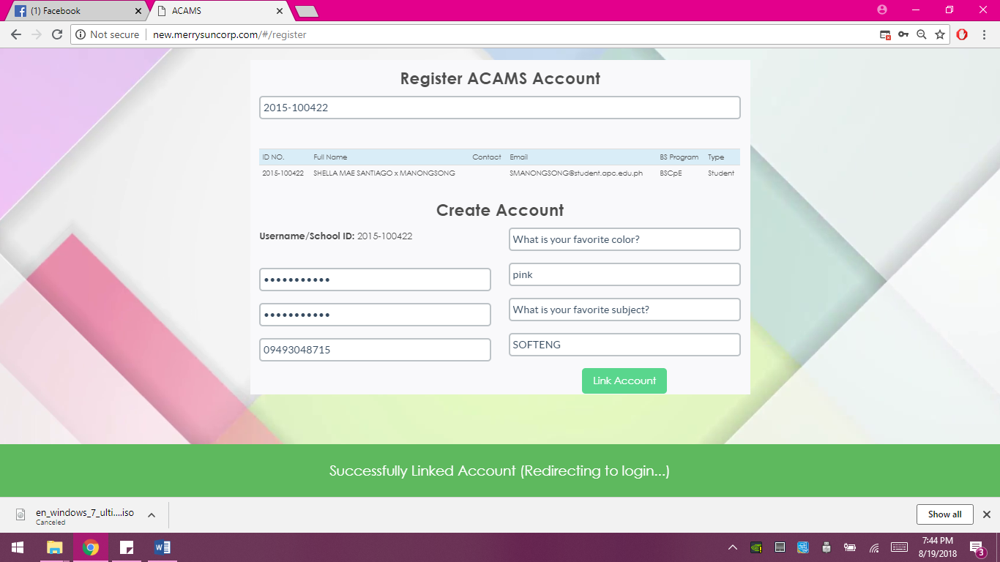 (1) Facebook
ACAMS
Not secure
new.merrysuncorp.com/#/register
Register ACAMS Account
2015-100422
ID NO. Full Name Contact Email BS Program Type
2015-100422 SHELLA MAE SANTIAGO x MANONGSONG SMANONGSONG@student.apc.edu.ph BSCpE Student
Create Account
Username/School ID: 2015-100422
What is your favorite color?
•••••••••••
pink
•••••••••••
What is your favorite subject?
09493048715
SOFTENG
Link Account
Successfully Linked Account (Redirecting to login...)
en_windows_7_ulti....iso
Canceled
Show all
7:44 PM
8/19/2018
3